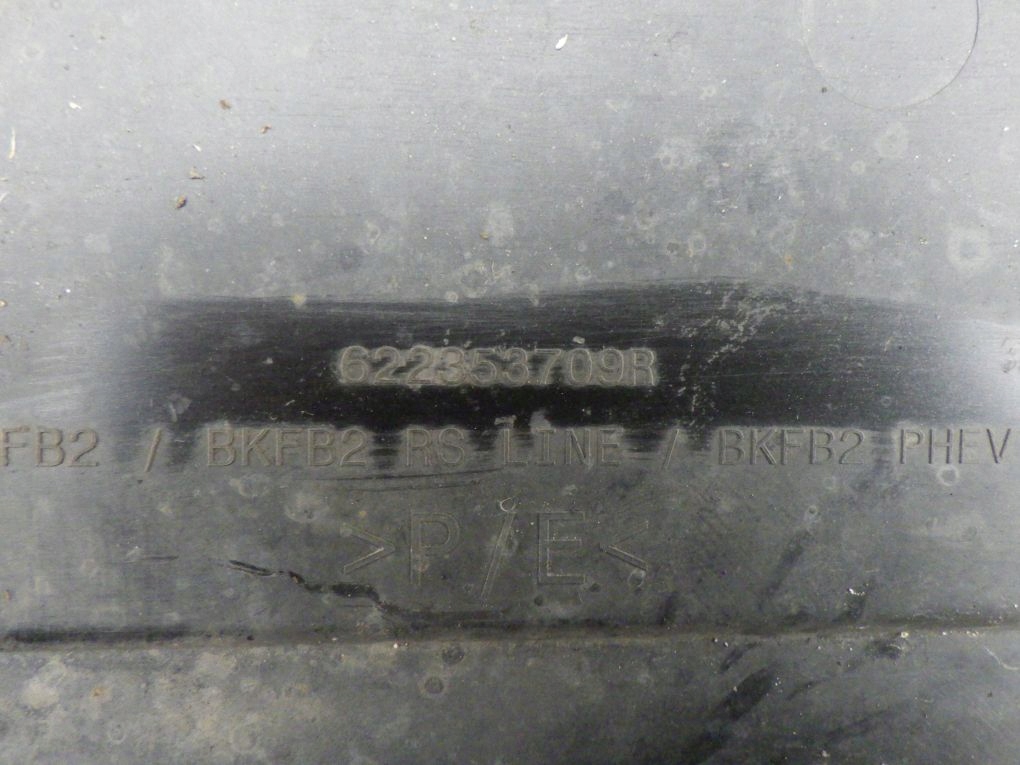 622353709R
FB2 / BKFB2 RS LINE / BKFB2 PHEV
>P/E<